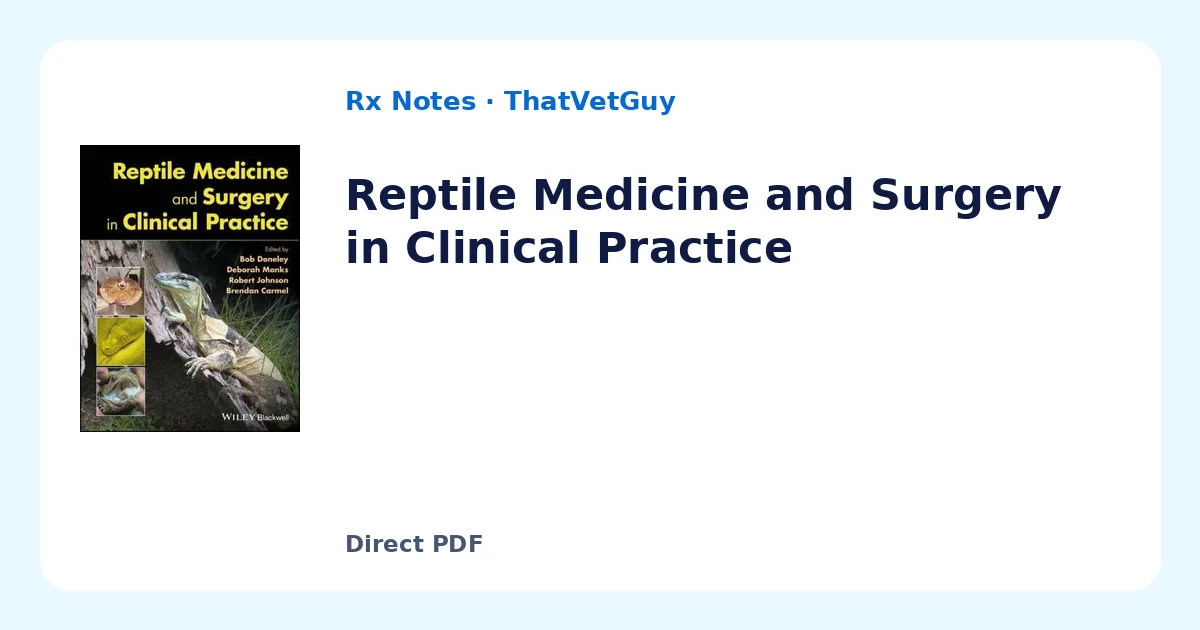 Rx Notes · ThatVetGuy
Reptile Medicine and Surgery
in Clinical Practice
Direct PDF
Reptile Medicine
and Surgery
in Clinical Practice
Edited by
Bob Doneley
Deborah Monks
Robert Johnson
Brendan Carmel
WILEY Blackwell